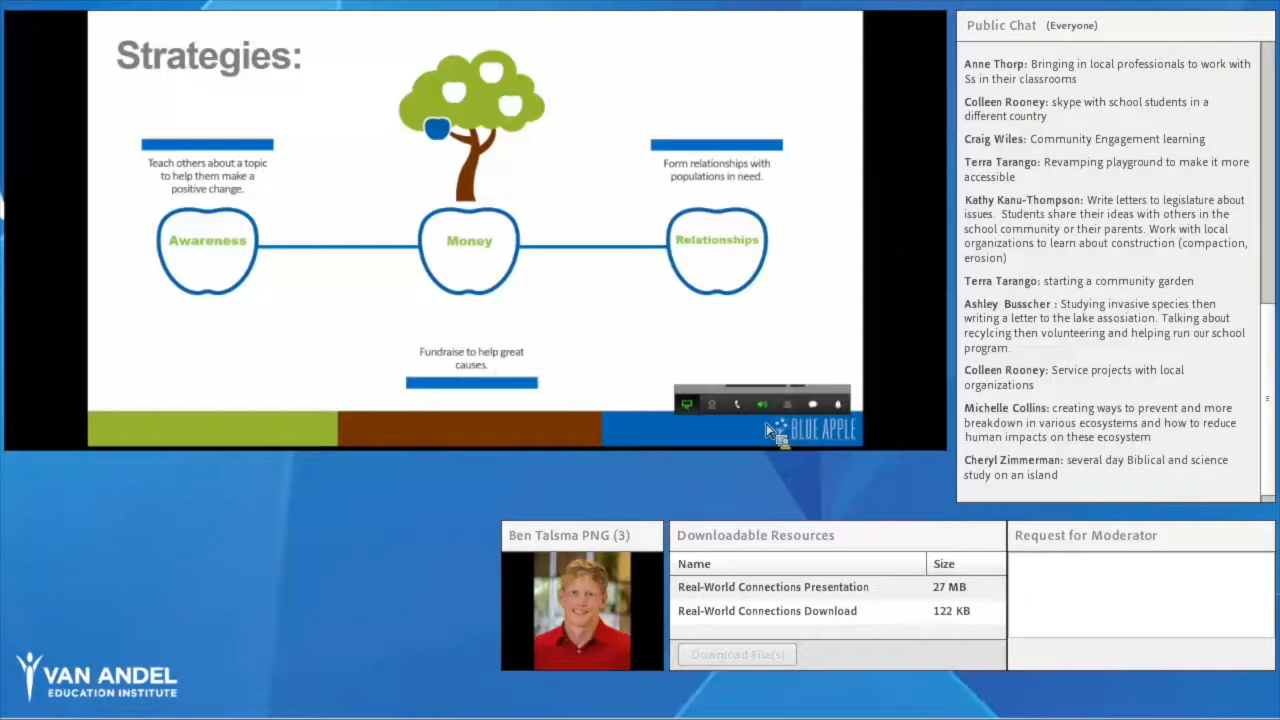 Strategies:
Teach others about a topic
to help them make a
positive change.
Form relationships with
populations in need.
Awareness
Money
Relationships
Fundraise to help great
causes.
BLUE APPLE
Public Chat (Everyone)
Anne Thorp: Bringing in local professionals to work with
Ss in their classrooms
Colleen Rooney: skype with school students in a
different country
Craig Wiles: Community Engagement learning
Terra Tarango: Revamping playground to make it more
accessible
Kathy Kanu-Thompson: Write letters to legislature about
issues. Students share their ideas with others in the
school community or their parents. Work with local
organizations to learn about construction (compaction,
erosion)
Terra Tarango: starting a community garden
Ashley Busscher : Studying invasive species then
writing a letter to the lake assosiation. Talking about
recylcing then volunteering and helping run our school
program.
Colleen Rooney: Service projects with local
organizations
Michelle Collins: creating ways to prevent and more
breakdown in various ecosystems and how to reduce
human impacts on these ecosystem
Cheryl Zimmerman: several day Biblical and science
study on an island
Ben Talsma PNG (3)
Downloadable Resources
Name Size
Real-World Connections Presentation 27 MB
Real-World Connections Download 122 KB
Download File(s)
Request for Moderator
VAN ANDEL
EDUCATION INSTITUTE